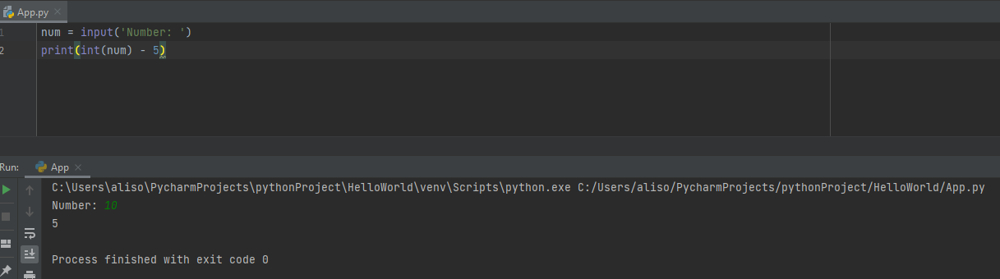 App.py
1 num = input('Number: ')
2 print(int(num) - 5)
Run: App
C:\Users\aliso\PycharmProjects\pythonProject\HelloWorld\venv\Scripts\python.exe C:/Users/aliso/PycharmProjects/pythonProject/HelloWorld/App.py
Number: 10
5
Process finished with exit code 0